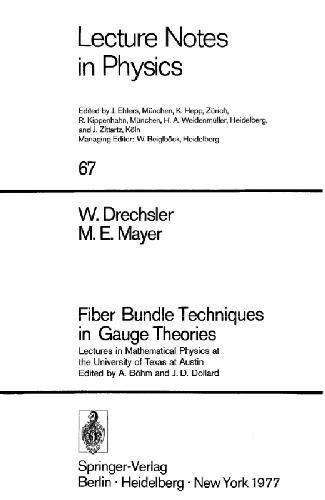 Lecture Notes
in Physics
Edited by J. Ehlers, München, K. Hepp, Zürich,
R. Kippenhahn, München, H. A. Weidenmüller, Heidelberg,
and J. Zittartz, Köln
Managing Editor: W. Beiglböck, Heidelberg
67
W. Drechsler
M. E. Mayer
Fiber Bundle Techniques
in Gauge Theories
Lectures in Mathematical Physics at
the University of Texas at Austin
Edited by A. Böhm and J. D. Dollard
Springer-Verlag
Berlin · Heidelberg · New York 1977